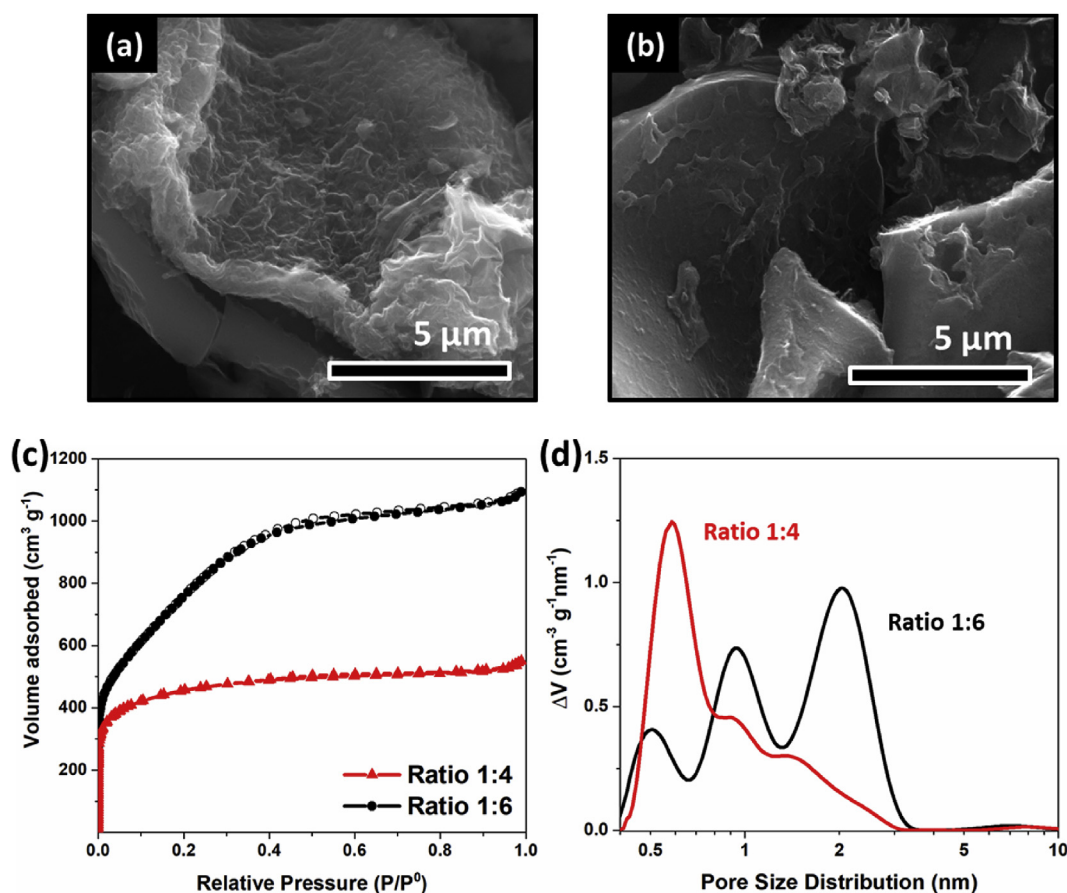 (a)
5 μm
(b)
5 μm
(c)
1200
1000
800
600
400
200
Volume adsorbed (cm³ g⁻¹)
Ratio 1:4
Ratio 1:6
0.0 0.2 0.4 0.6 0.8 1.0
Relative Pressure (P/P⁰)
(d)
1.5
1.0
0.5
0.0
ΔV (cm⁻³ g⁻¹nm⁻¹)
Ratio 1:4
Ratio 1:6
0.5 1 5 10
Pore Size Distribution (nm)